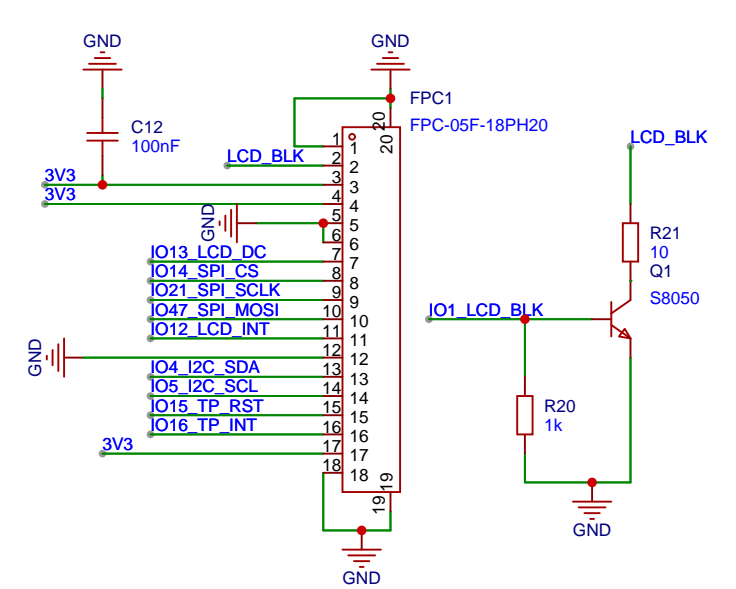 GND
GND
C12
100nF
FPC1
FPC-05F-18PH20
20
20
1
1
LCD_BLK
2
2
3V3
3
3
3V3
4
4
GND
5
5
6
6
IO13_LCD_DC
7
7
IO14_SPI_CS
8
8
IO21_SPI_SCLK
9
9
IO47_SPI_MOSI
10
10
IO12_LCD_INT
11
11
GND
12
12
IO4_I2C_SDA
13
13
IO5_I2C_SCL
14
14
IO15_TP_RST
15
15
IO16_TP_INT
16
16
3V3
17
17
18
18
19
19
GND
LCD_BLK
R21
10
Q1
S8050
IO1_LCD_BLK
R20
1k
GND